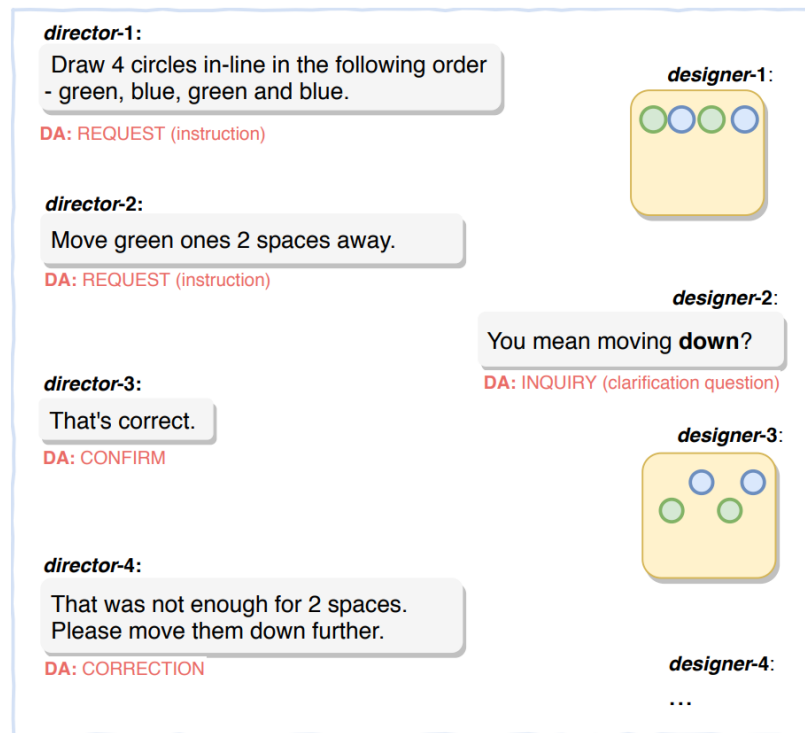 director-1:
Draw 4 circles in-line in the following order
- green, blue, green and blue.
DA: REQUEST (instruction)
designer-1:
director-2:
Move green ones 2 spaces away.
DA: REQUEST (instruction)
designer-2:
You mean moving down?
DA: INQUIRY (clarification question)
director-3:
That's correct.
DA: CONFIRM
designer-3:
director-4:
That was not enough for 2 spaces.
Please move them down further.
DA: CORRECTION
designer-4:
...